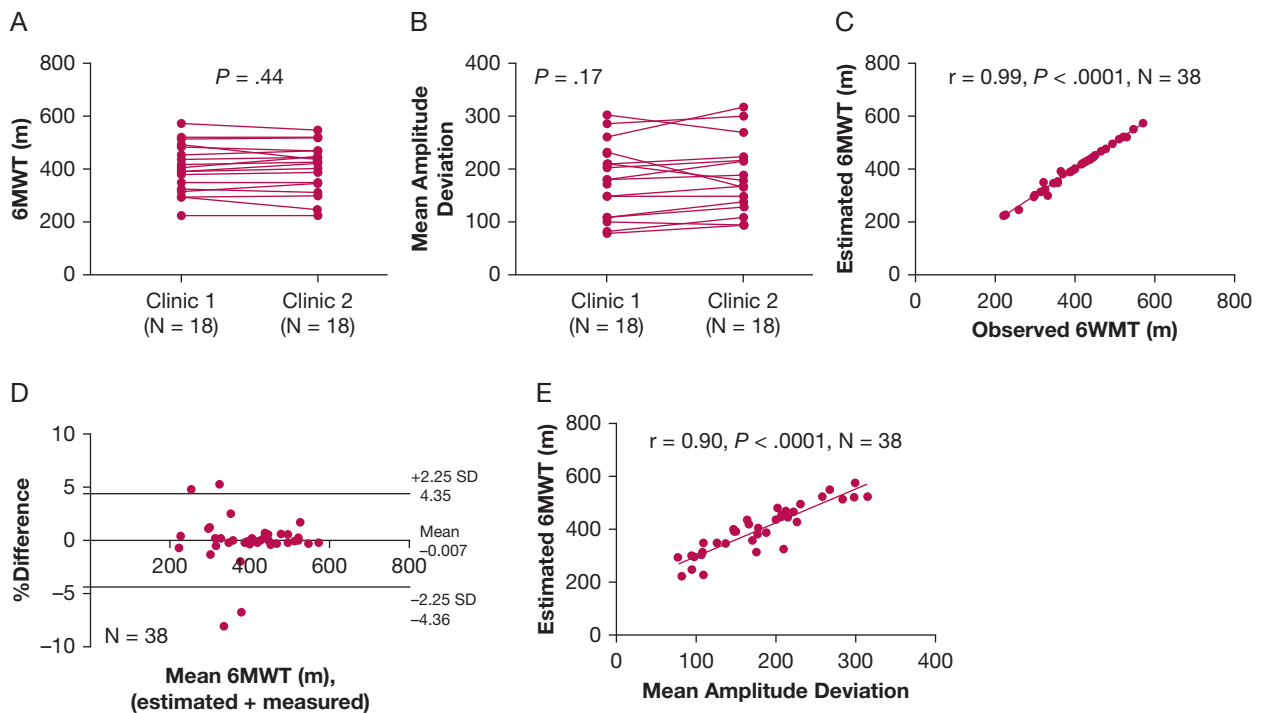 A
800
600
400
200
0
6MWT (m)
P = .44
Clinic 1
(N = 18)
Clinic 2
(N = 18)
B
400
300
200
100
0
Mean Amplitude
Deviation
P = .17
Clinic 1
(N = 18)
Clinic 2
(N = 18)
C
800
600
400
200
0
Estimated 6MWT (m)
r = 0.99, P < .0001, N = 38
0
200
400
600
800
Observed 6WMT (m)
D
10
5
0
−5
−10
%Difference
+2.25 SD
4.35
Mean
−0.007
200
400
600
800
−2.25 SD
−4.36
N = 38
Mean 6MWT (m),
(estimated + measured)
E
800
600
400
200
0
Estimated 6MWT (m)
r = 0.90, P < .0001, N = 38
0
100
200
300
400
Mean Amplitude Deviation